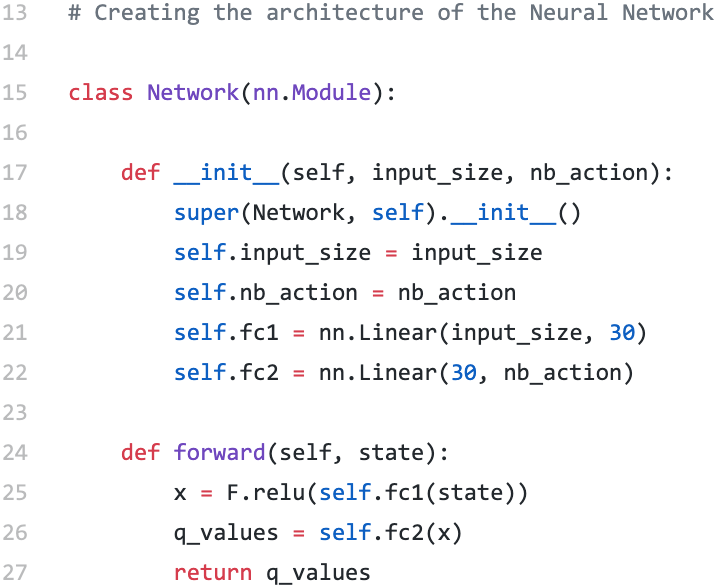 13 # Creating the architecture of the Neural Network
14
15 class Network(nn.Module):
16
17     def __init__(self, input_size, nb_action):
18         super(Network, self).__init__()
19         self.input_size = input_size
20         self.nb_action = nb_action
21         self.fc1 = nn.Linear(input_size, 30)
22         self.fc2 = nn.Linear(30, nb_action)
23
24     def forward(self, state):
25         x = F.relu(self.fc1(state))
26         q_values = self.fc2(x)
27         return q_values